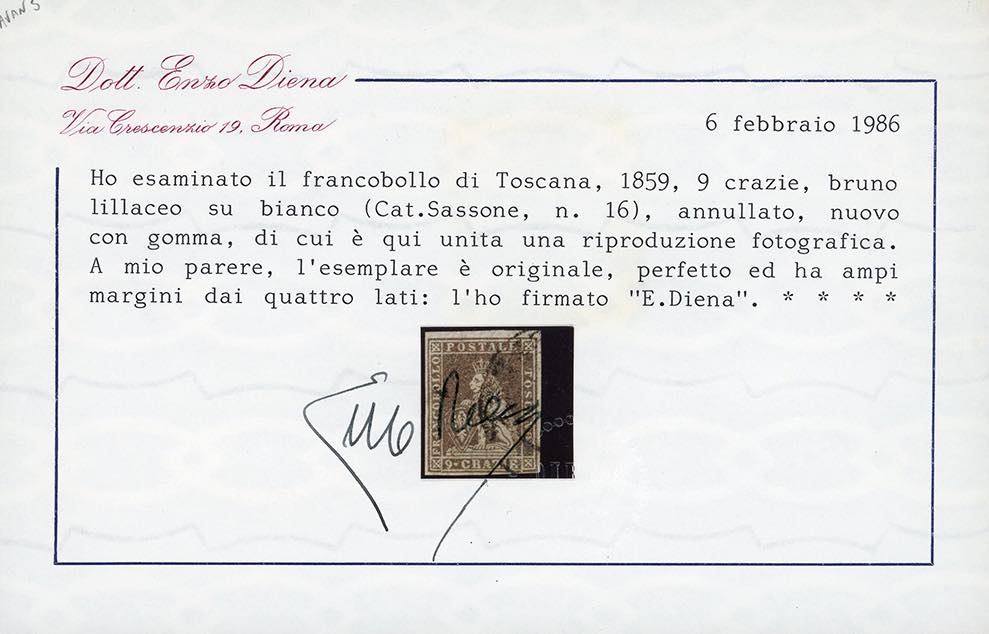 Dott. Enzo Diena
Via Crescenzio 19, Roma
6 febbraio 1986
Ho esaminato il francobollo di Toscana, 1859, 9 crazie, bruno
lillaceo su bianco (Cat.Sassone, n. 16), annullato, nuovo
con gomma, di cui è qui unita una riproduzione fotografica.
A mio parere, l'esemplare è originale, perfetto ed ha ampi
margini dai quattro lati: l'ho firmato "E.Diena". * * * *
POSTALE
FRANCOBOLLO
9·CRAZIE
Enzo Diena